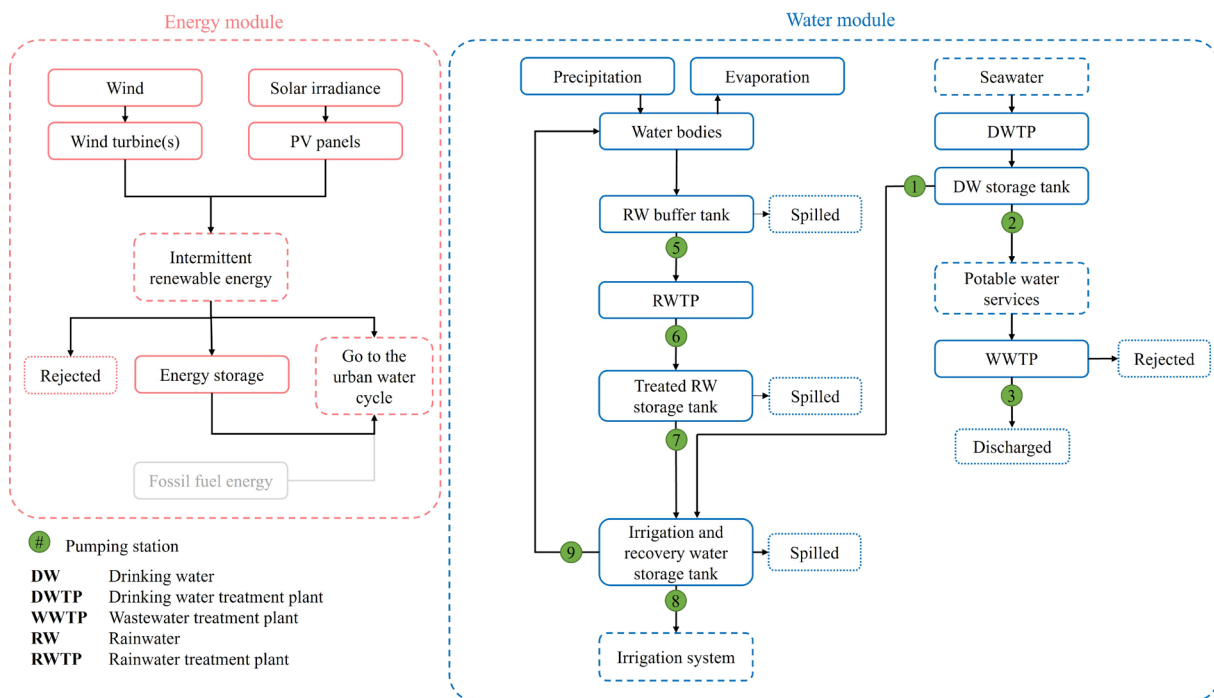 Energy module
Wind
Solar irradiance
Wind turbine(s)
PV panels
Intermittent
renewable energy
Rejected
Energy storage
Go to the
urban water
cycle
Fossil fuel energy
# Pumping station
DW Drinking water
DWTP Drinking water treatment plant
WWTP Wastewater treatment plant
RW Rainwater
RWTP Rainwater treatment plant
Water module
Precipitation
Evaporation
Water bodies
RW buffer tank
Spilled
5
RWTP
6
Treated RW
storage tank
Spilled
7
Irrigation and
recovery water
storage tank
Spilled
9
8
Irrigation system
Seawater
DWTP
DW storage tank
1
2
Potable water
services
WWTP
Rejected
3
Discharged